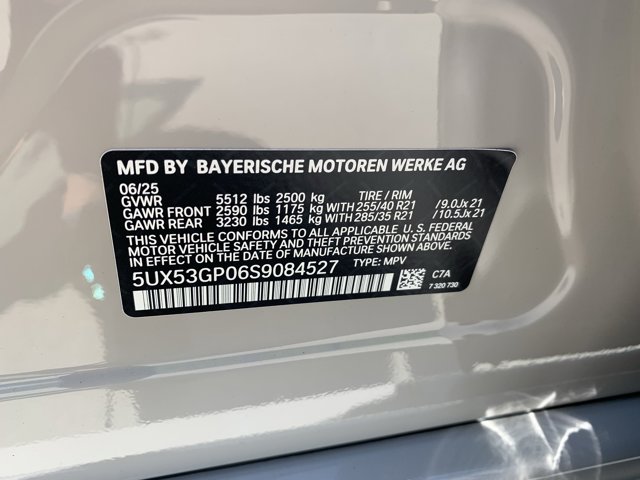 MFD BY BAYERISCHE MOTOREN WERKE AG
06/25
GVWR 5512 lbs 2500 kg TIRE / RIM
GAWR FRONT 2590 lbs 1175 kg WITH 255/40 R21 / 9.0Jx 21
GAWR REAR 3230 lbs 1465 kg WITH 285/35 R21 / 10.5Jx 21
THIS VEHICLE CONFORMS TO ALL APPLICABLE U. S. FEDERAL
MOTOR VEHICLE SAFETY AND THEFT PREVENTION STANDARDS
IN EFFECT ON THE DATE OF MANUFACTURE SHOWN ABOVE.
5UX53GP06S9084527 TYPE: MPV
C7A
7 320 730